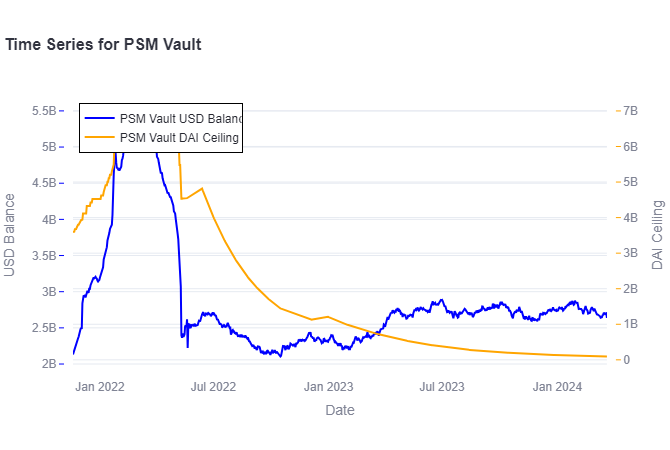 Time Series for PSM Vault
PSM Vault USD Balanc
PSM Vault DAI Ceiling
5.5B
5B
4.5B
4B
3.5B
3B
2.5B
2B
USD Balance
7B
6B
5B
4B
3B
2B
1B
0
DAI Ceiling
Jan 2022
Jul 2022
Jan 2023
Jul 2023
Jan 2024
Date